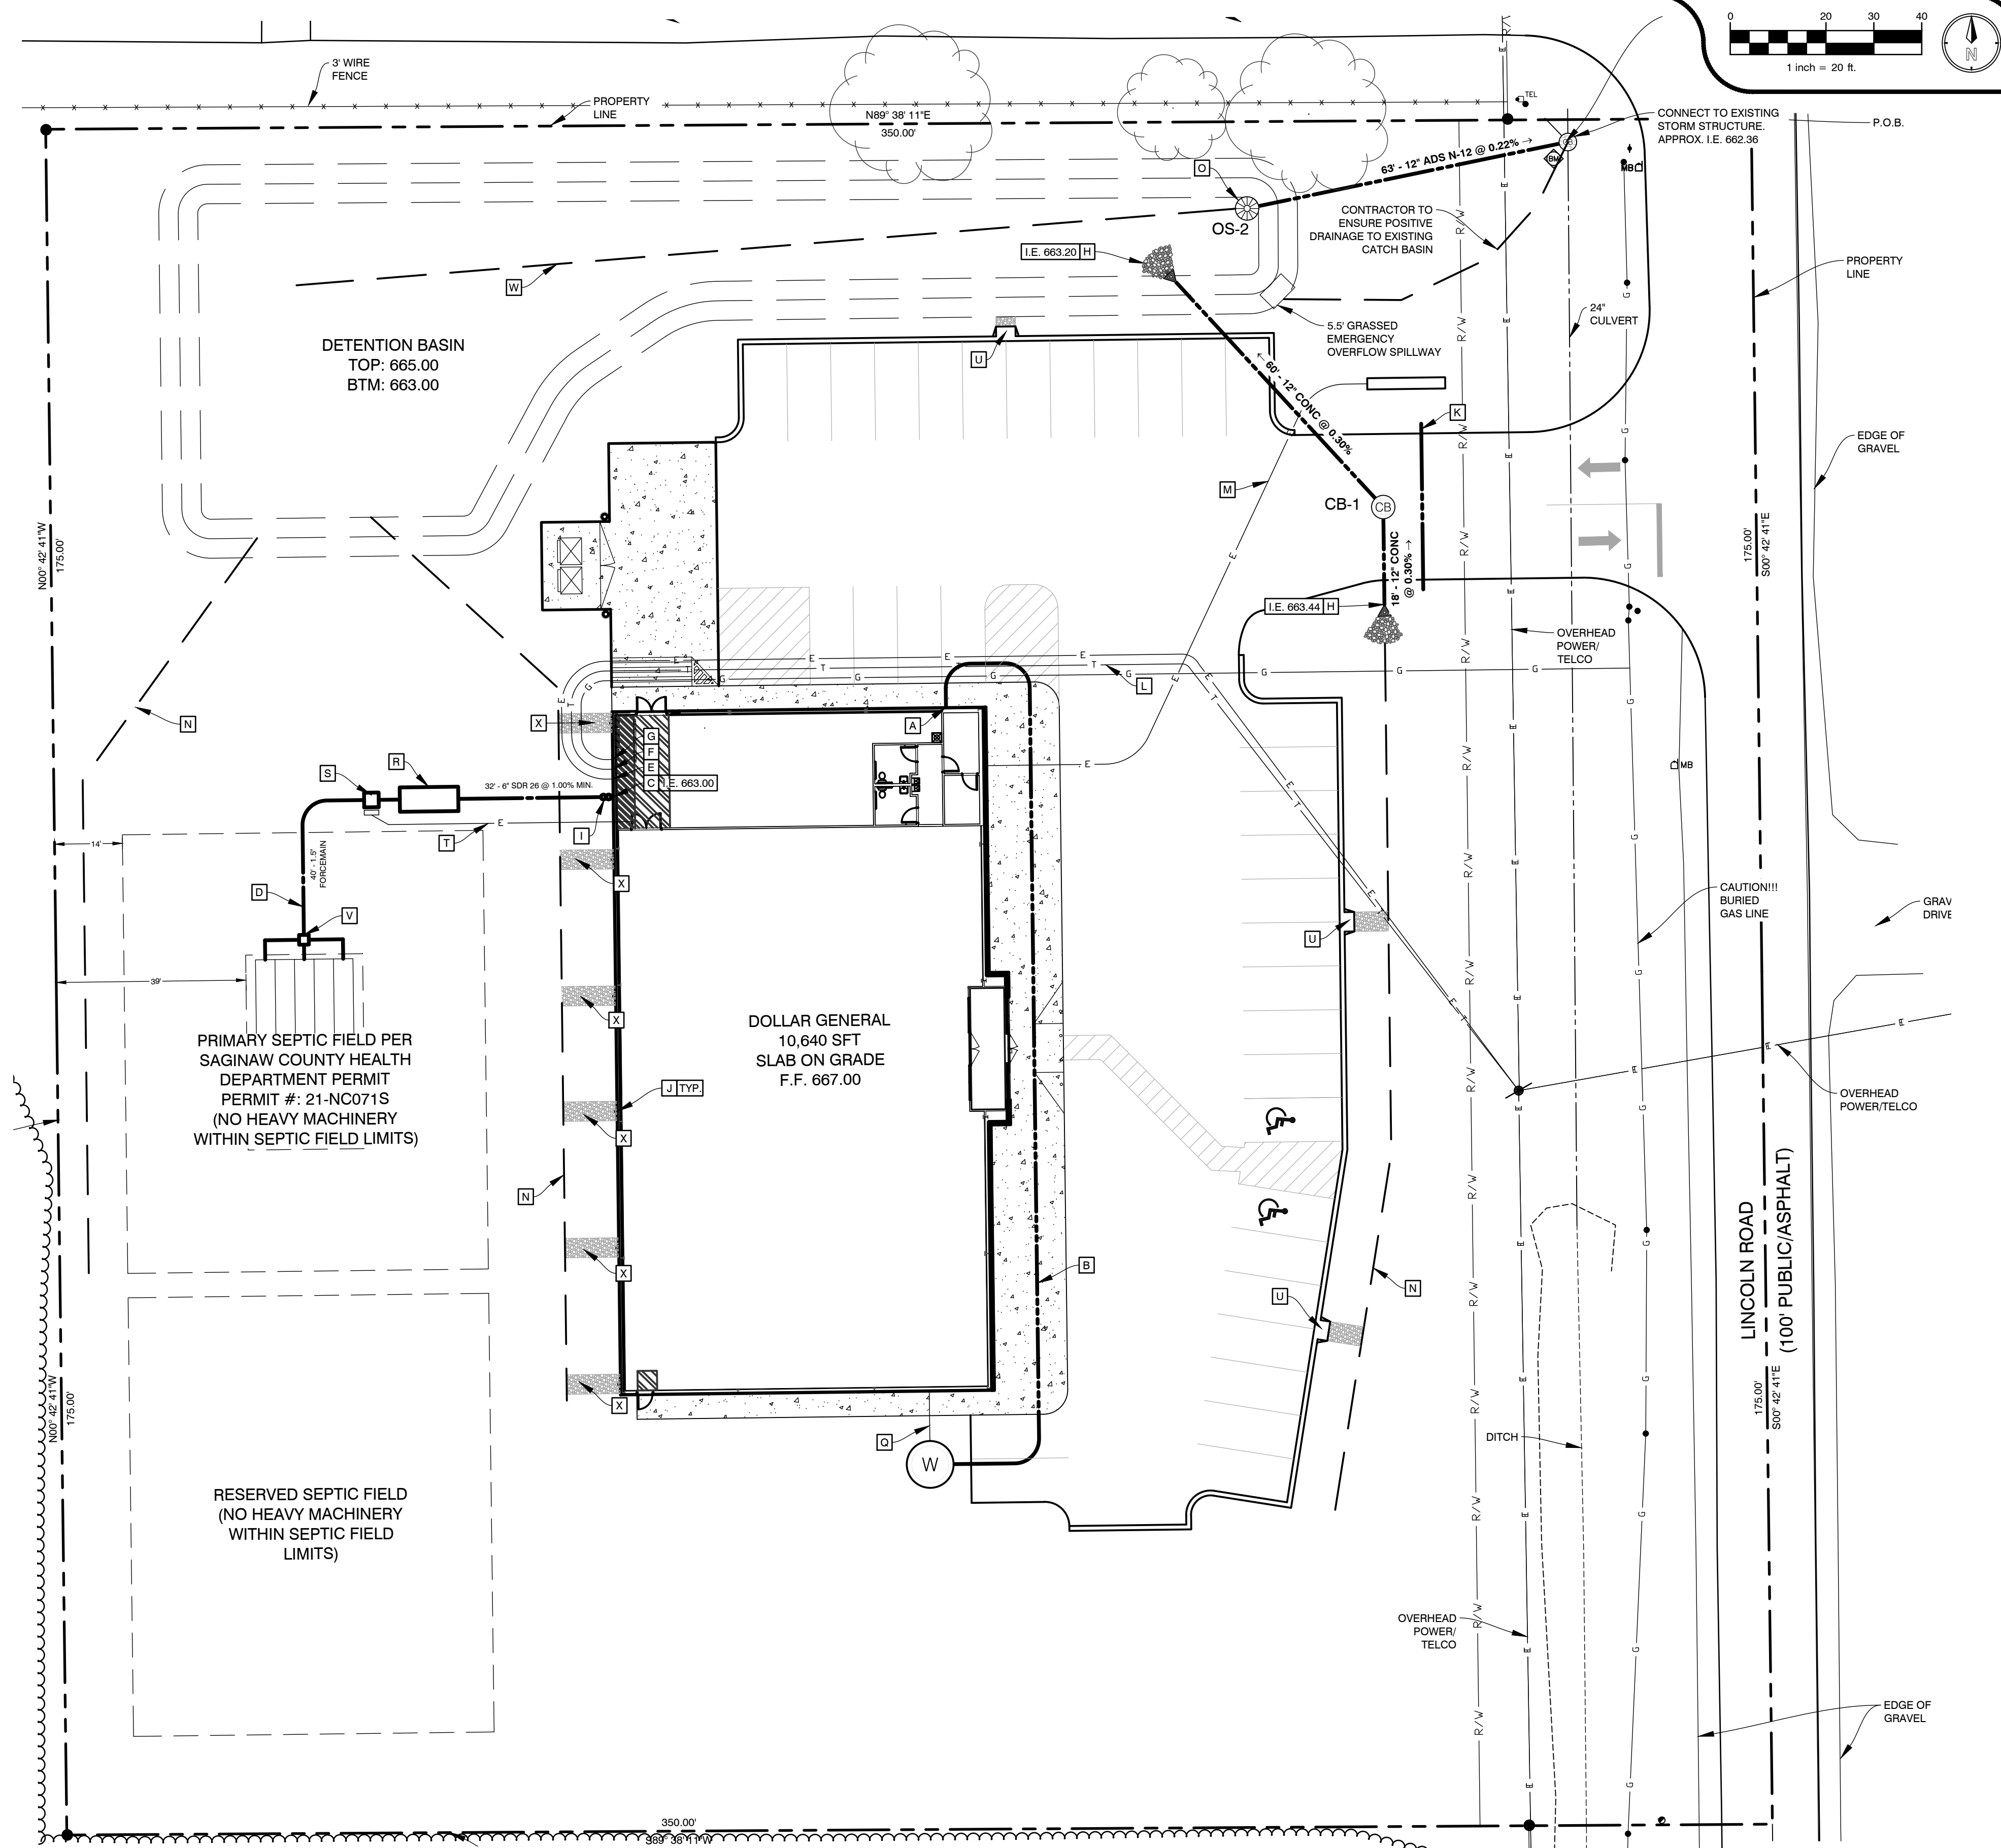 0 20 30 40
1 inch = 20 ft.
N
3' WIRE
FENCE
PROPERTY
LINE
N89° 38' 11"E
350.00'
TEL
CONNECT TO EXISTING
STORM STRUCTURE.
APPROX. I.E. 662.36
P.O.B.
63' - 12" ADS N-12 @ 0.22% →
CB
BM
MB
O
OS-2
CONTRACTOR TO
ENSURE POSITIVE
DRAINAGE TO EXISTING
CATCH BASIN
I.E. 663.20 H
W
PROPERTY
LINE
24"
CULVERT
5.5' GRASSED
EMERGENCY
OVERFLOW SPILLWAY
DETENTION BASIN
TOP: 665.00
BTM: 663.00
U
← 60' - 12" CONC @ 0.30%
K
EDGE OF
GRAVEL
M
CB-1
CB
N00° 42' 41"W
175.00'
175.00'
S00° 42' 41"E
18' - 12" CONC
@ 0.30% →
I.E. 663.44 H
OVERHEAD
POWER/
TELCO
L
N
X
A
G
F
E
C I.E. 663.00
S
R
32' - 6" SDR 26 @ 1.00% MIN.
MB
I
T
14'
40' - 1.5"
FORCEMAIN
D
V
X
CAUTION!!!
BURIED
GAS LINE
GRAV
DRIVE
U
39'
X
DOLLAR GENERAL
10,640 SFT
SLAB ON GRADE
F.F. 667.00
PRIMARY SEPTIC FIELD PER
SAGINAW COUNTY HEALTH
DEPARTMENT PERMIT
PERMIT #: 21-NC071S
(NO HEAVY MACHINERY
WITHIN SEPTIC FIELD LIMITS)
J TYP.
OVERHEAD
POWER/TELCO
X
N
LINCOLN ROAD
(100' PUBLIC/ASPHALT)
X
B
N
U
N00° 42' 41"W
175.00'
175.00'
S00° 42' 41"E
X
Q
W
DITCH
RESERVED SEPTIC FIELD
(NO HEAVY MACHINERY
WITHIN SEPTIC FIELD
LIMITS)
OVERHEAD
POWER/
TELCO
EDGE OF
GRAVEL
350.00'
S89° 38' 11"W